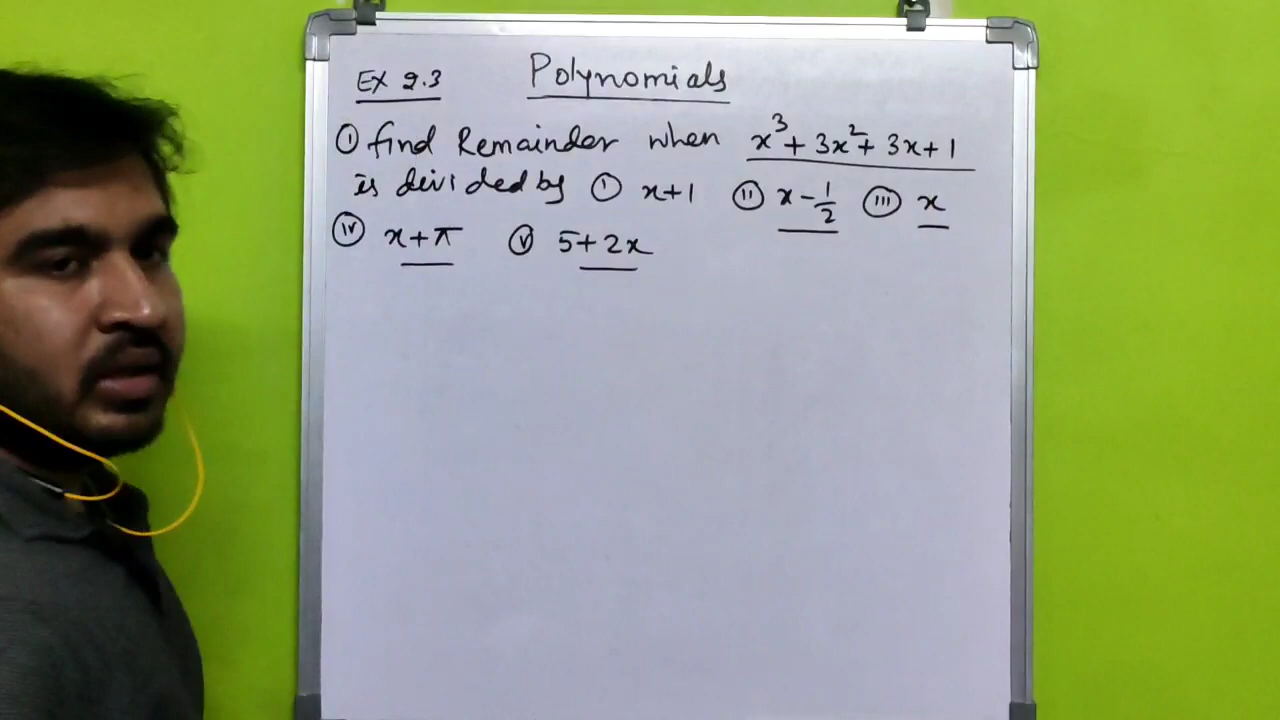 Ex 2.3 Polynomials
① find Remainder when x³ + 3x² + 3x + 1
is divided by ⓘ x+1 ⓘⓘ x - 1/2 ⓘⓘⓘ x
ⓘⓥ x + π ⓥ 5 + 2x